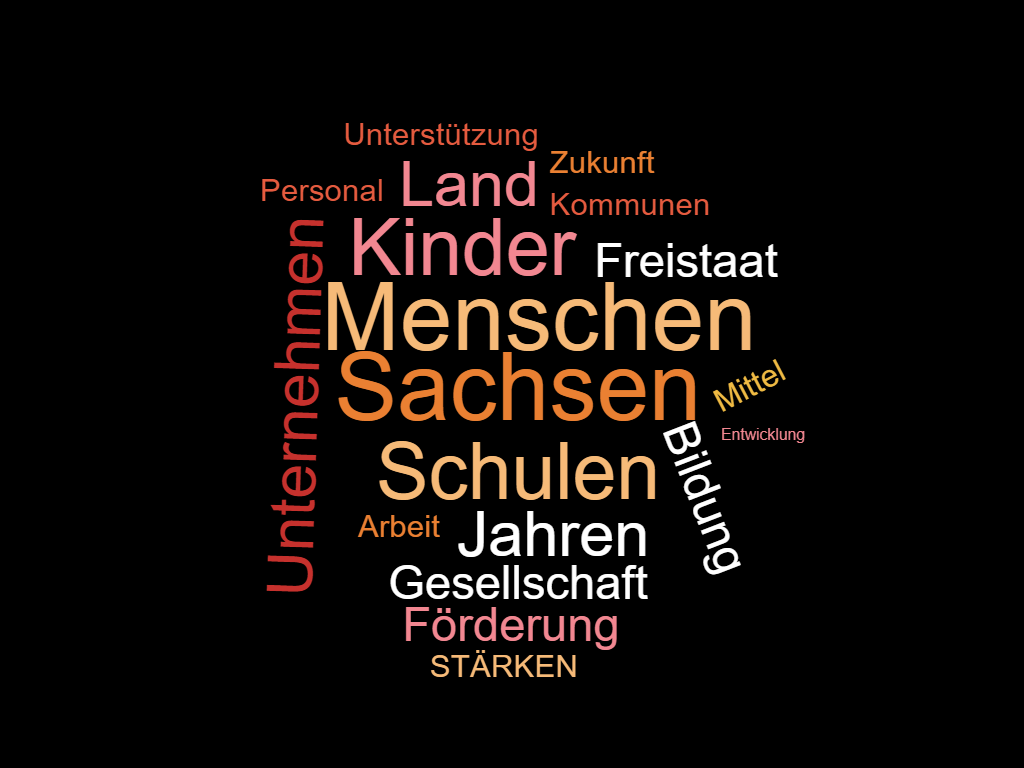 Unterstützung
Zukunft
Personal
Land
Kommunen
Kinder
Freistaat
Unternehmen
Menschen
Sachsen
Mittel
Entwicklung
Schulen
Bildung
Arbeit
Jahren
Gesellschaft
Förderung
STÄRKEN